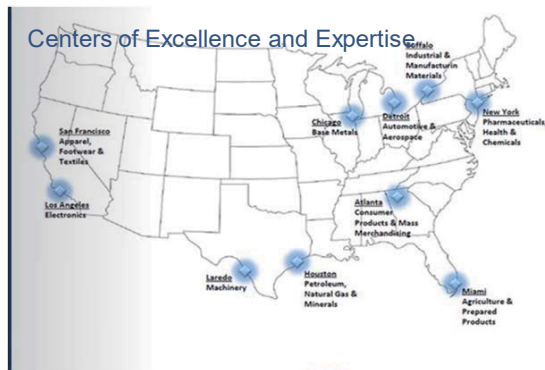 Centers of Excellence and Expertise
Buffalo
Industrial &
Manufacturin
Materials
New York
Pharmaceuticals,
Health &
Chemicals
Chicago
Base Metals
Detroit
Automotive &
Aerospace
San Francisco
Apparel,
Footwear &
Textiles
Los Angeles
Electronics
Atlanta
Consumer
Products & Mass
Merchandising
Laredo
Machinery
Houston
Petroleum,
Natural Gas &
Minerals
Miami
Agriculture &
Prepared
Products